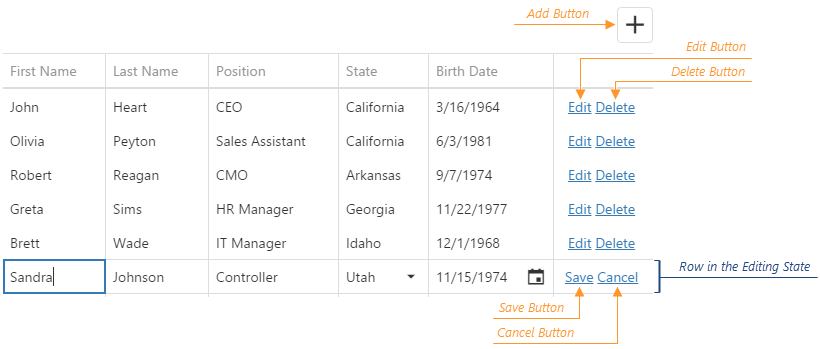 Add Button
Edit Button
Delete Button
First Name Last Name Position State Birth Date
John Heart CEO California 3/16/1964 Edit Delete
Olivia Peyton Sales Assistant California 6/3/1981 Edit Delete
Robert Reagan CMO Arkansas 9/7/1974 Edit Delete
Greta Sims HR Manager Georgia 11/22/1977 Edit Delete
Brett Wade IT Manager Idaho 12/1/1968 Edit Delete
Sandra Johnson Controller Utah 11/15/1974 Save Cancel Row in the Editing State
Save Button
Cancel Button